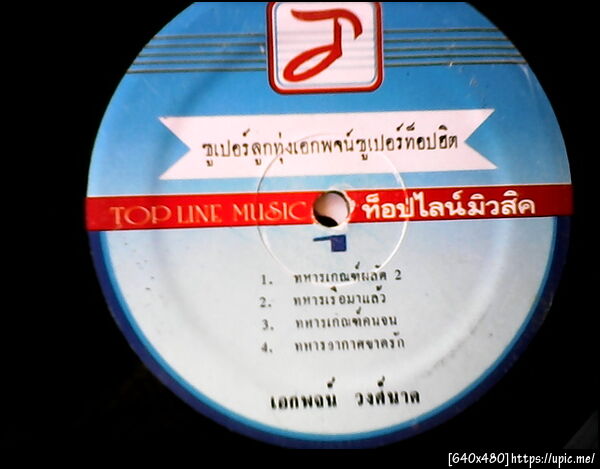 ซูเปอร์ลูกทุ่งเอกพจน์ซูเปอร์ท็อปฮิต
TOP LINE MUSIC ท็อปไลน์มิวสิค
1. ทหารเกณฑ์ผลัด 2
2. ทหารเรือมาแล้ว
3. ทหารเกณฑ์คนจน
4. ทหารอากาศขาดรัก
เอกพจน์ วงศ์นาค
[640x480]https://upic.me/